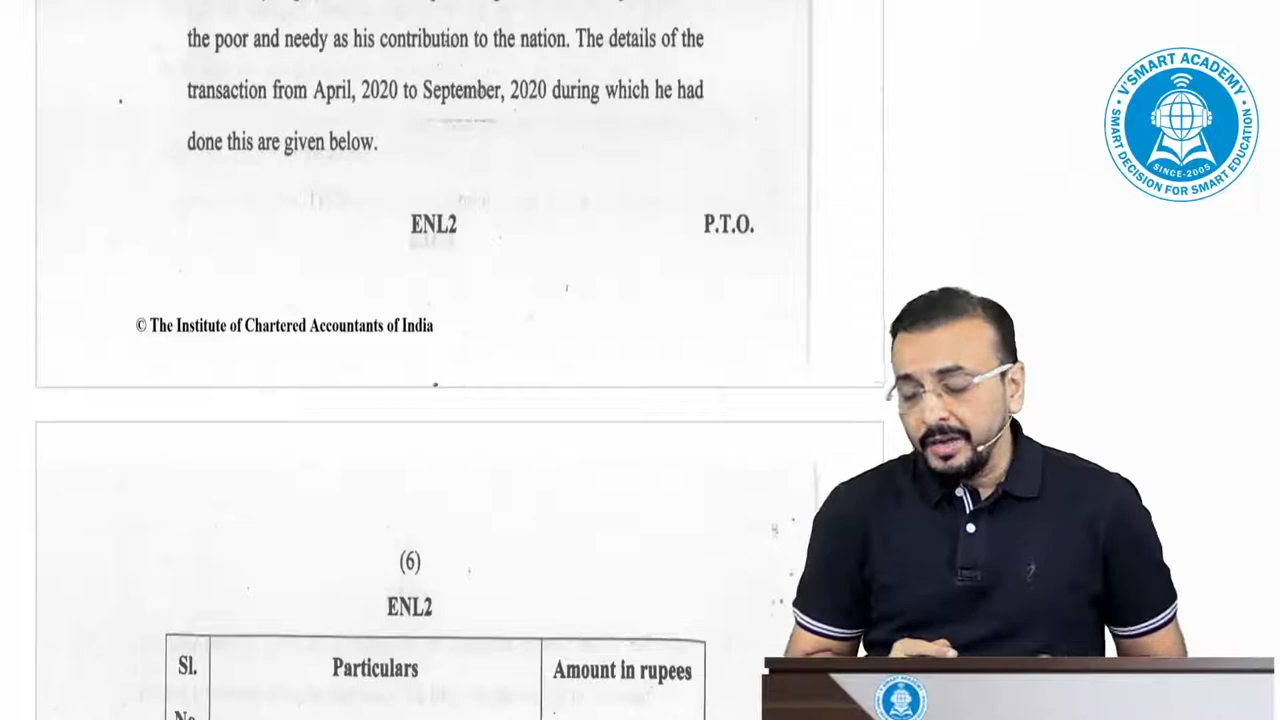 the poor and needy as his contribution to the nation. The details of the
transaction from April, 2020 to September, 2020 during which he had
done this are given below.
ENL2 P.T.O.
© The Institute of Chartered Accountants of India
(6)
ENL2
Sl. Particulars Amount in rupees
V'SMART ACADEMY
SINCE-2005
SMART DECISION FOR SMART EDUCATION